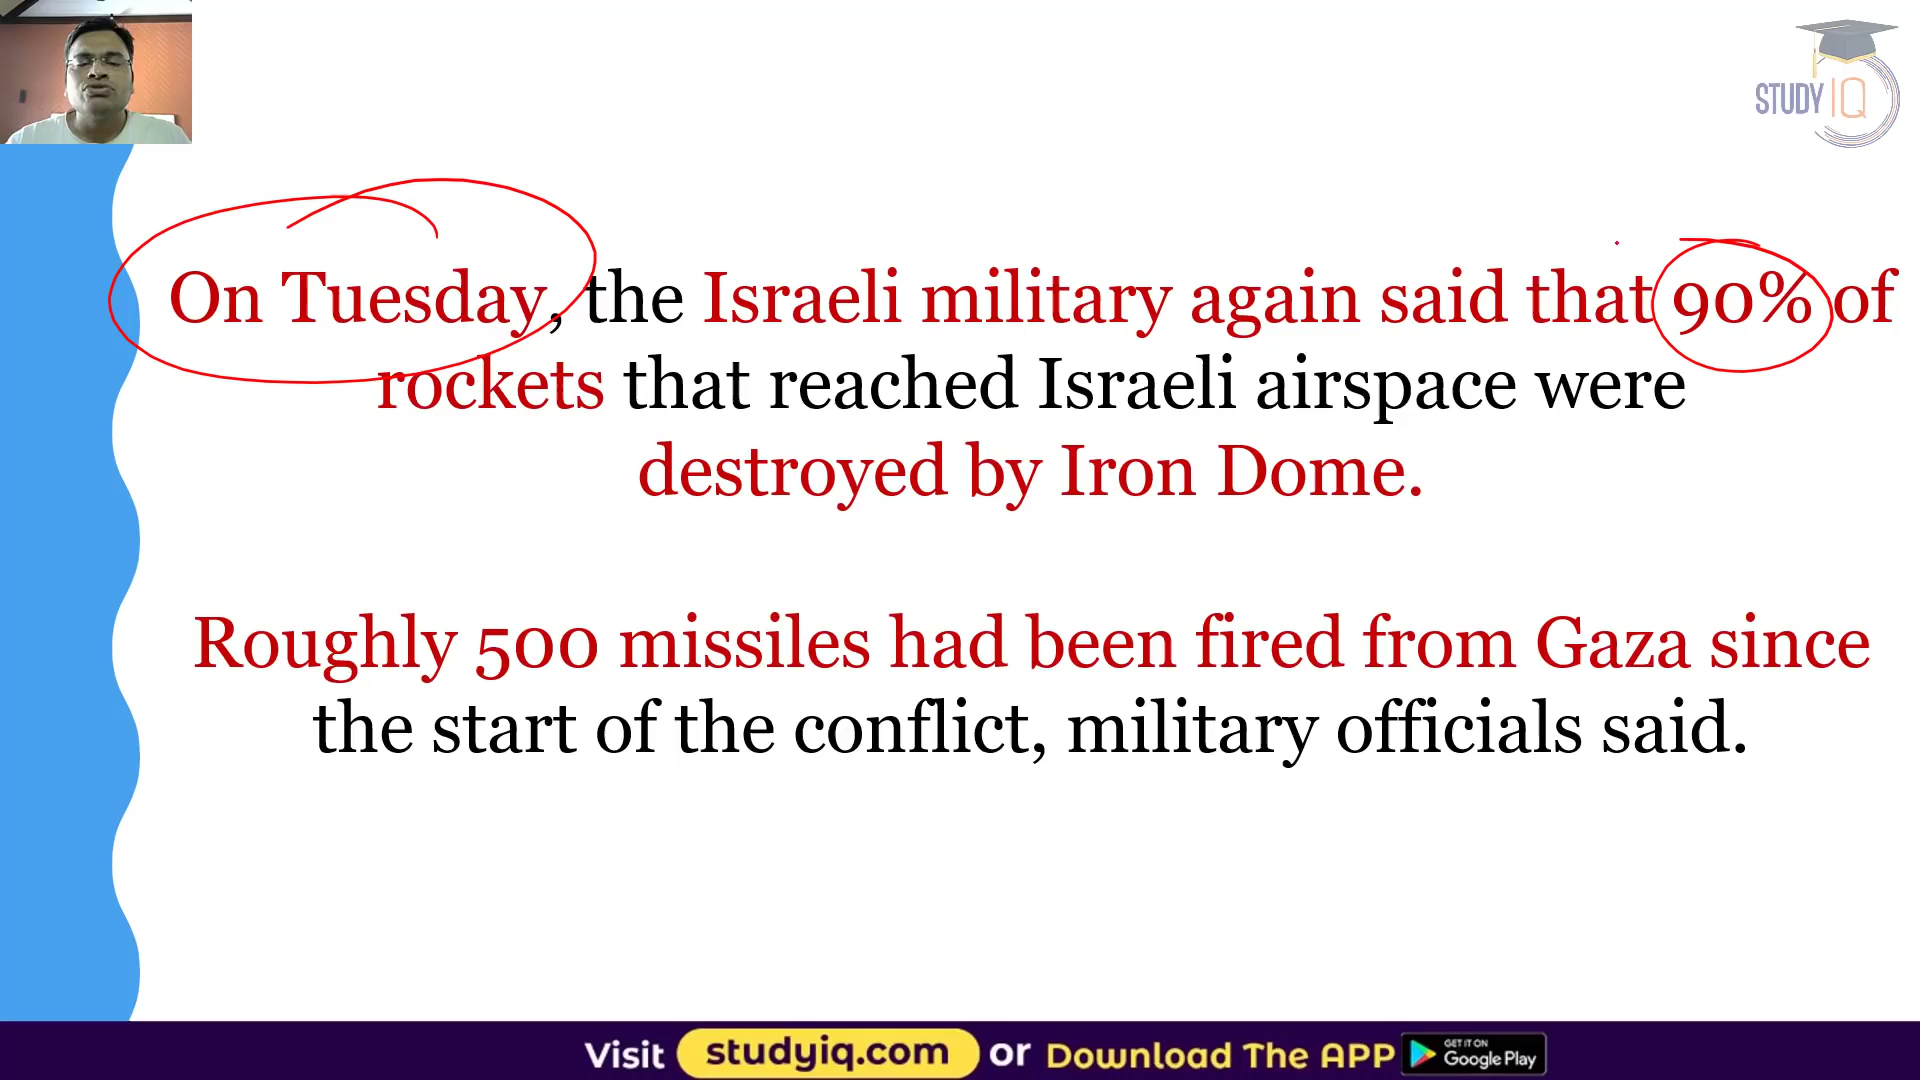 STUDY IQ
On Tuesday, the Israeli military again said that 90% of
rockets that reached Israeli airspace were
destroyed by Iron Dome.
Roughly 500 missiles had been fired from Gaza since
the start of the conflict, military officials said.
Visit studyiq.com or Download The APP GET IT ON Google Play